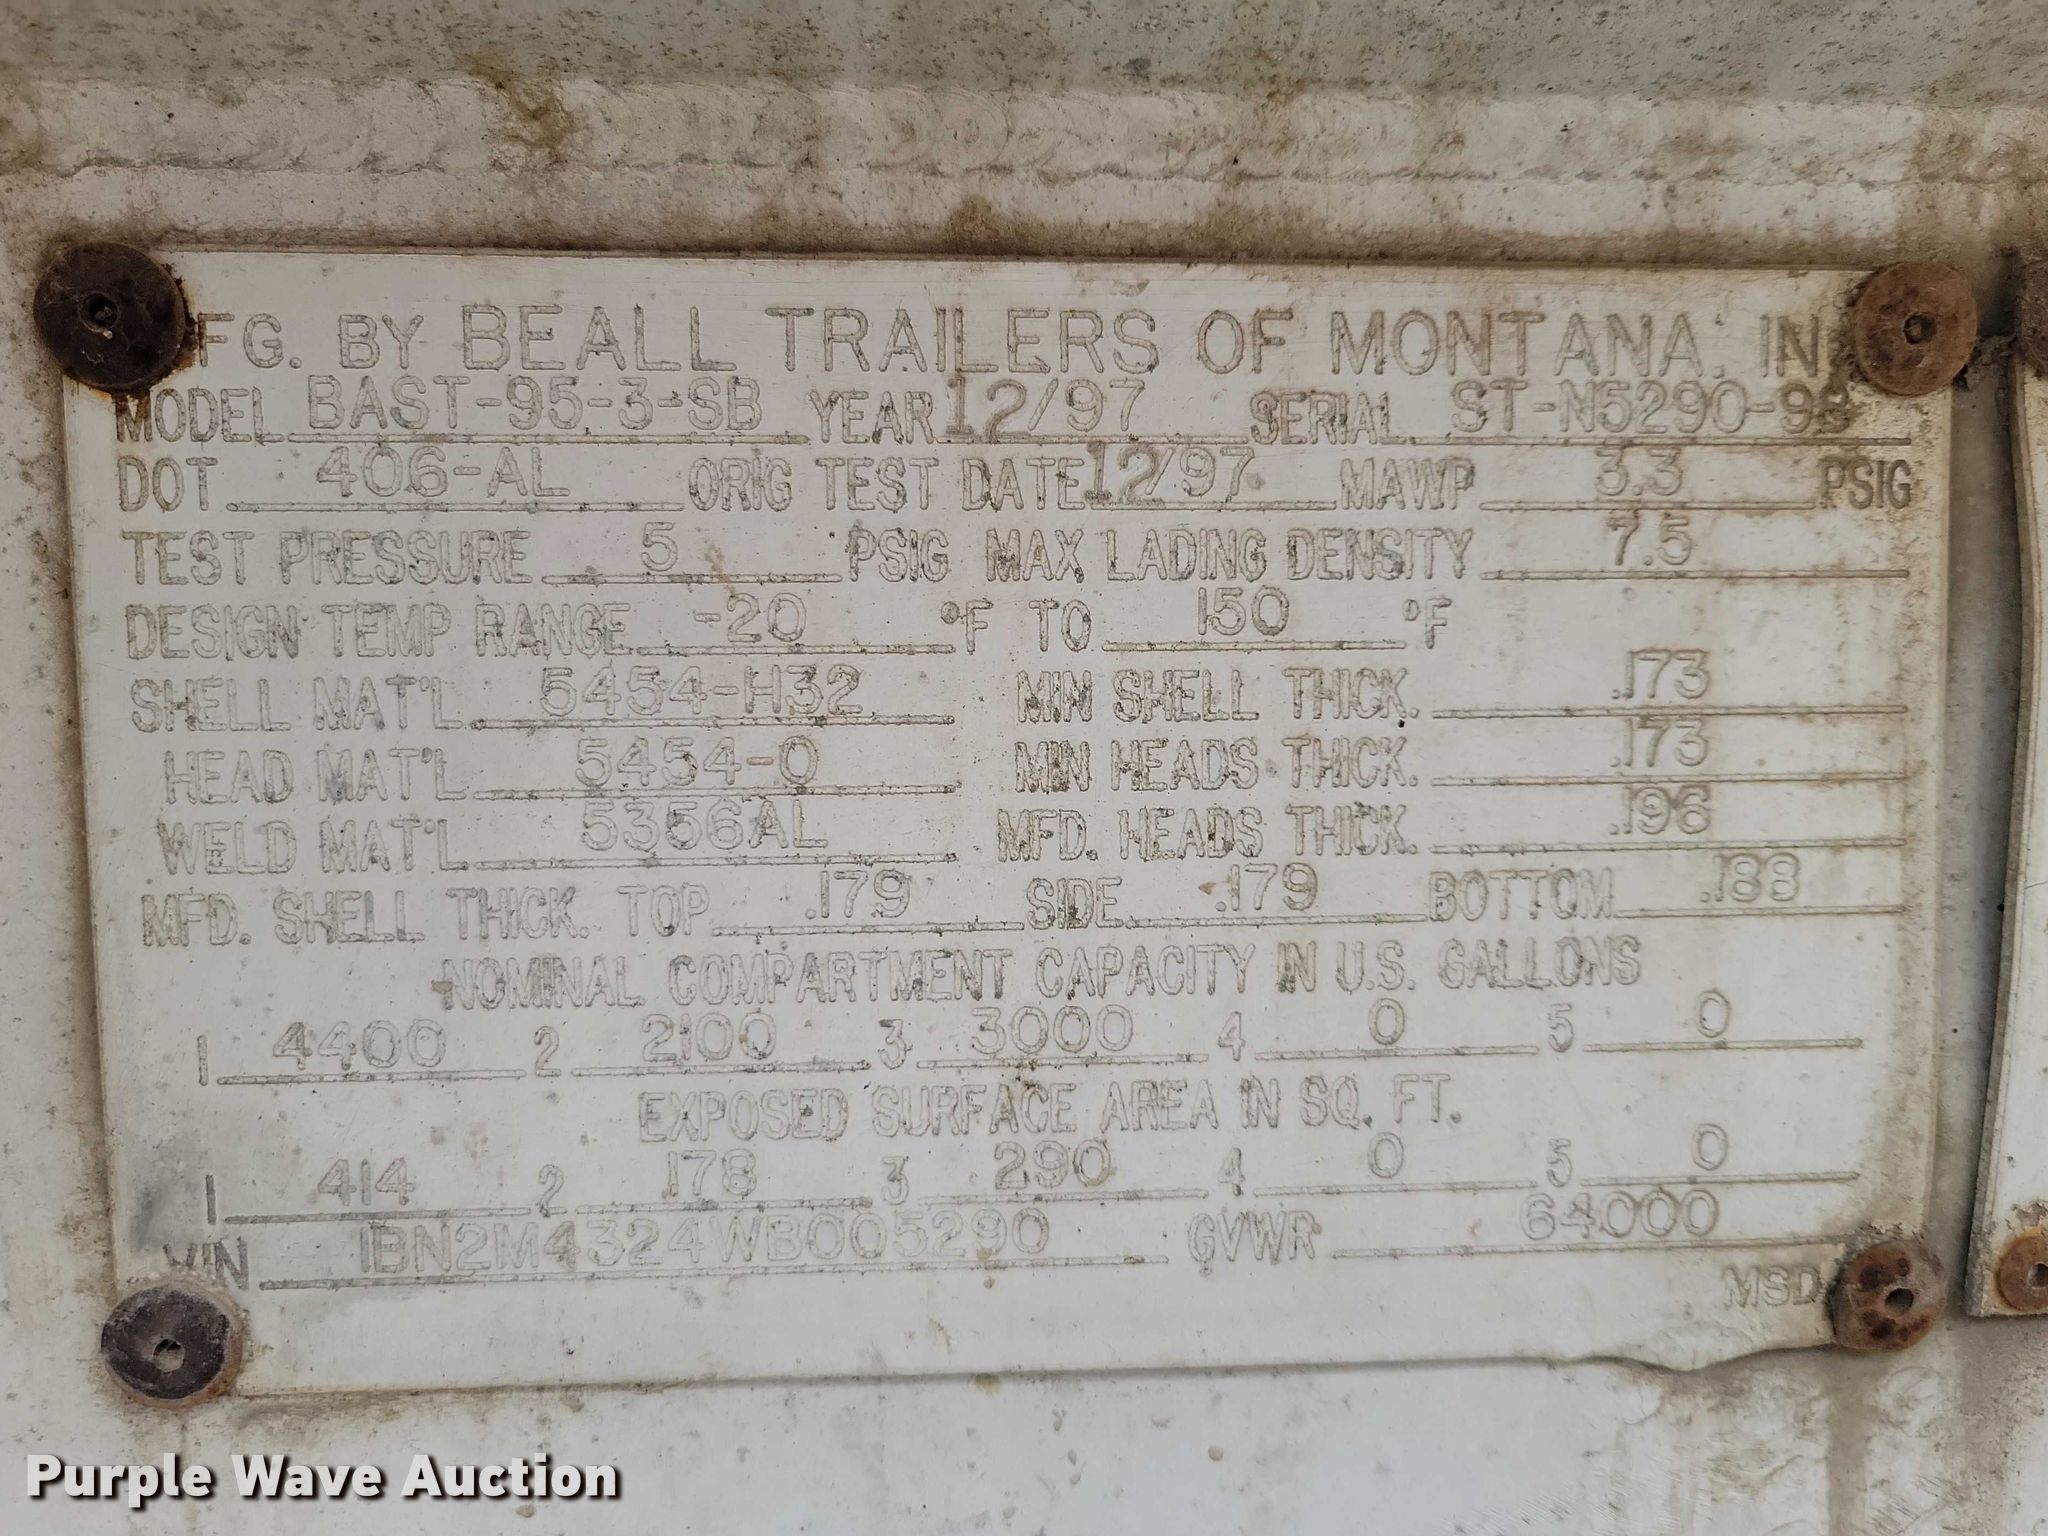 FG. BY BEALL TRAILERS OF MONTANA, IN
MODEL BAST-95-3-SB YEAR 12/97 SERIAL ST-N5290-98
DOT 406-AL ORIG TEST DATE 12/97 MAWP 3.3 PSIG
TEST PRESSURE 5 PSIG MAX LADING DENSITY 7.5
DESIGN TEMP RANGE -20 °F TO 150 °F
SHELL MAT'L 5454-H32 MIN SHELL THICK. .173
HEAD MAT'L 5454-O MIN HEADS THICK. .173
WELD MAT'L 5356AL MFD. HEADS THICK. .196
MFD. SHELL THICK. TOP .179 SIDE .179 BOTTOM .188
NOMINAL COMPARTMENT CAPACITY IN U.S. GALLONS
1 4400 2 2100 3 3000 4 0 5 0
EXPOSED SURFACE AREA IN SQ. FT.
1 414 2 178 3 290 4 0 5 0
VIN 1BN2M4324WB005290 GVWR 64000
MSD
Purple Wave Auction